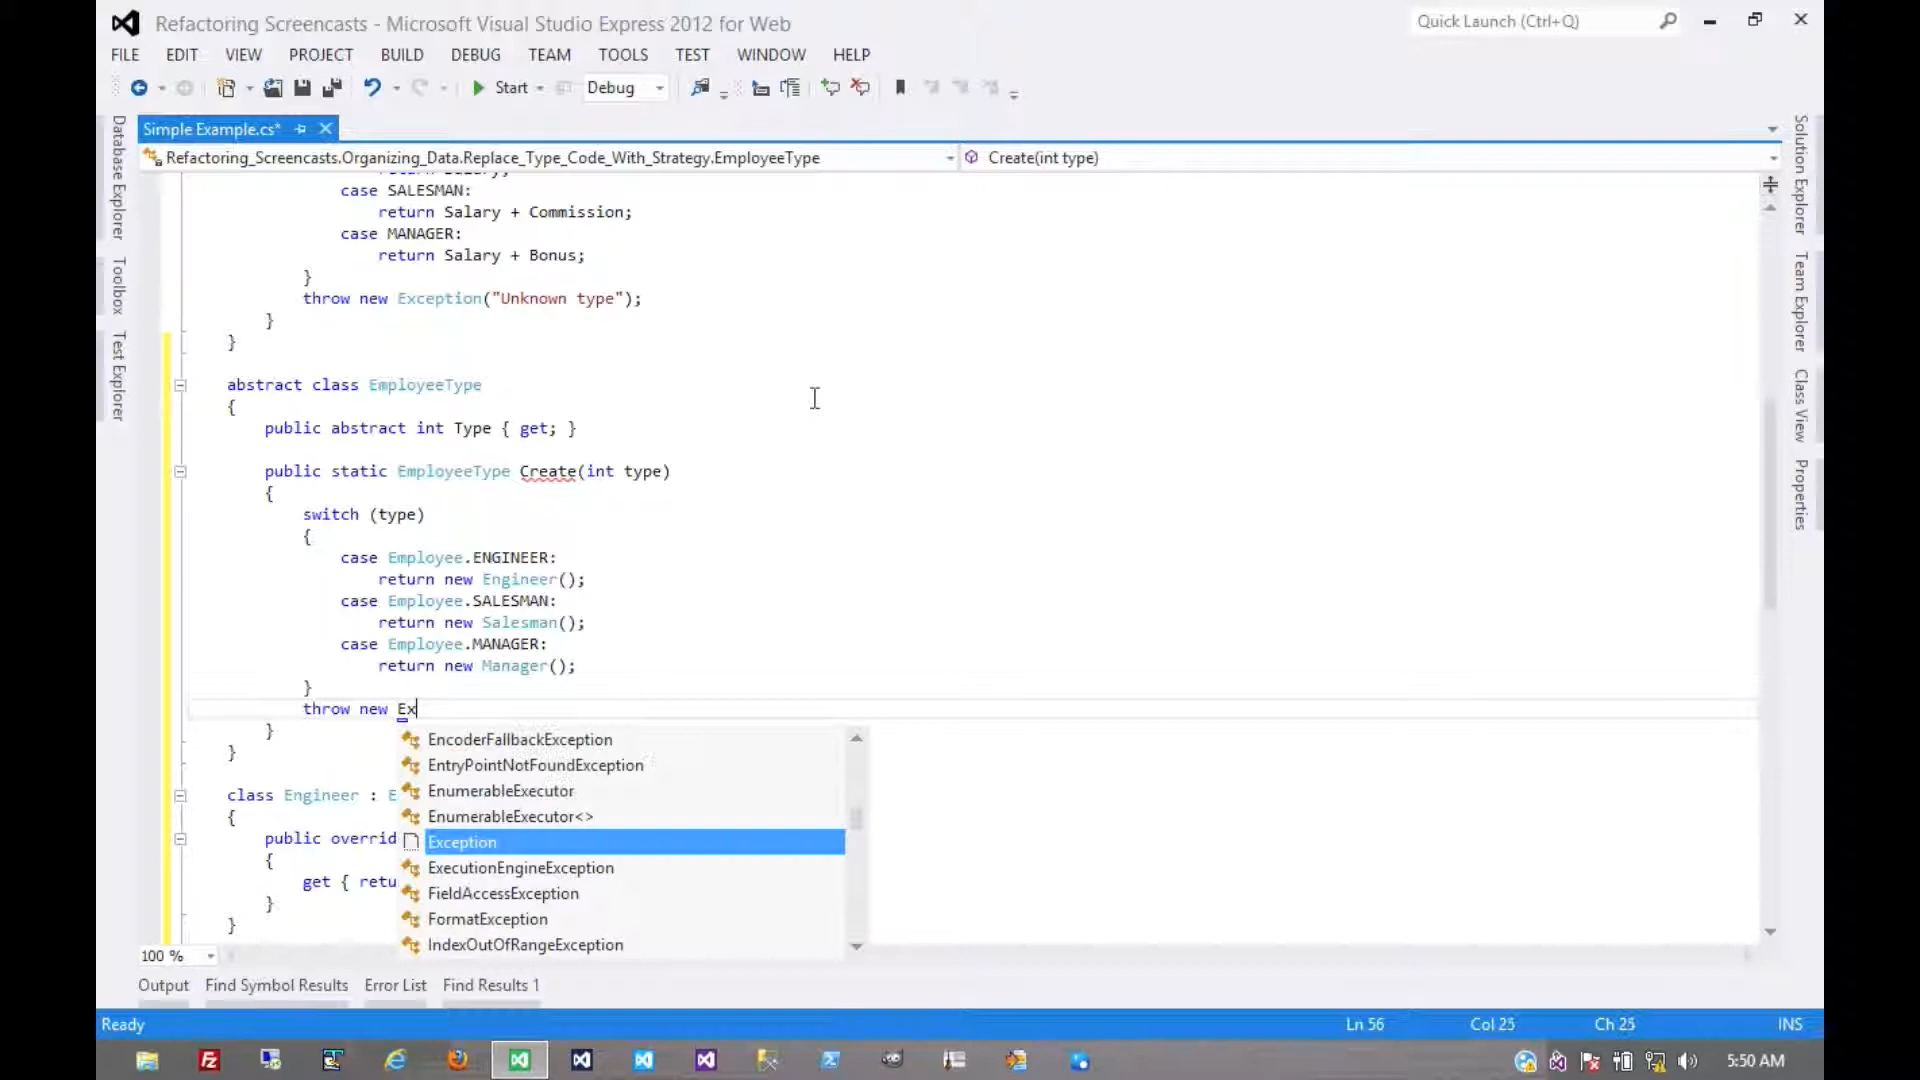 Refactoring Screencasts - Microsoft Visual Studio Express 2012 for Web
Quick Launch (Ctrl+Q)
FILE EDIT VIEW PROJECT BUILD DEBUG TEAM TOOLS TEST WINDOW HELP
Start Debug
Simple Example.cs*
Refactoring_Screencasts.Organizing_Data.Replace_Type_Code_With_Strategy.EmployeeType
Create(int type)
Database Explorer
Toolbox
Test Explorer
case SALESMAN:
return Salary + Commission;
case MANAGER:
return Salary + Bonus;
}
throw new Exception("Unknown type");
}
}
abstract class EmployeeType
{
public abstract int Type { get; }
public static EmployeeType Create(int type)
{
switch (type)
{
case Employee.ENGINEER:
return new Engineer();
case Employee.SALESMAN:
return new Salesman();
case Employee.MANAGER:
return new Manager();
}
throw new Ex
}
}
class Engineer : E
{
public overrid
{
get { retu
}
}
EncoderFallbackException
EntryPointNotFoundException
EnumerableExecutor
EnumerableExecutor<>
Exception
ExecutionEngineException
FieldAccessException
FormatException
IndexOutOfRangeException
Solution Explorer
Team Explorer
Class View
Properties
100 %
Output Find Symbol Results Error List Find Results 1
Ready Ln 56 Col 25 Ch 25 INS
5:50 AM